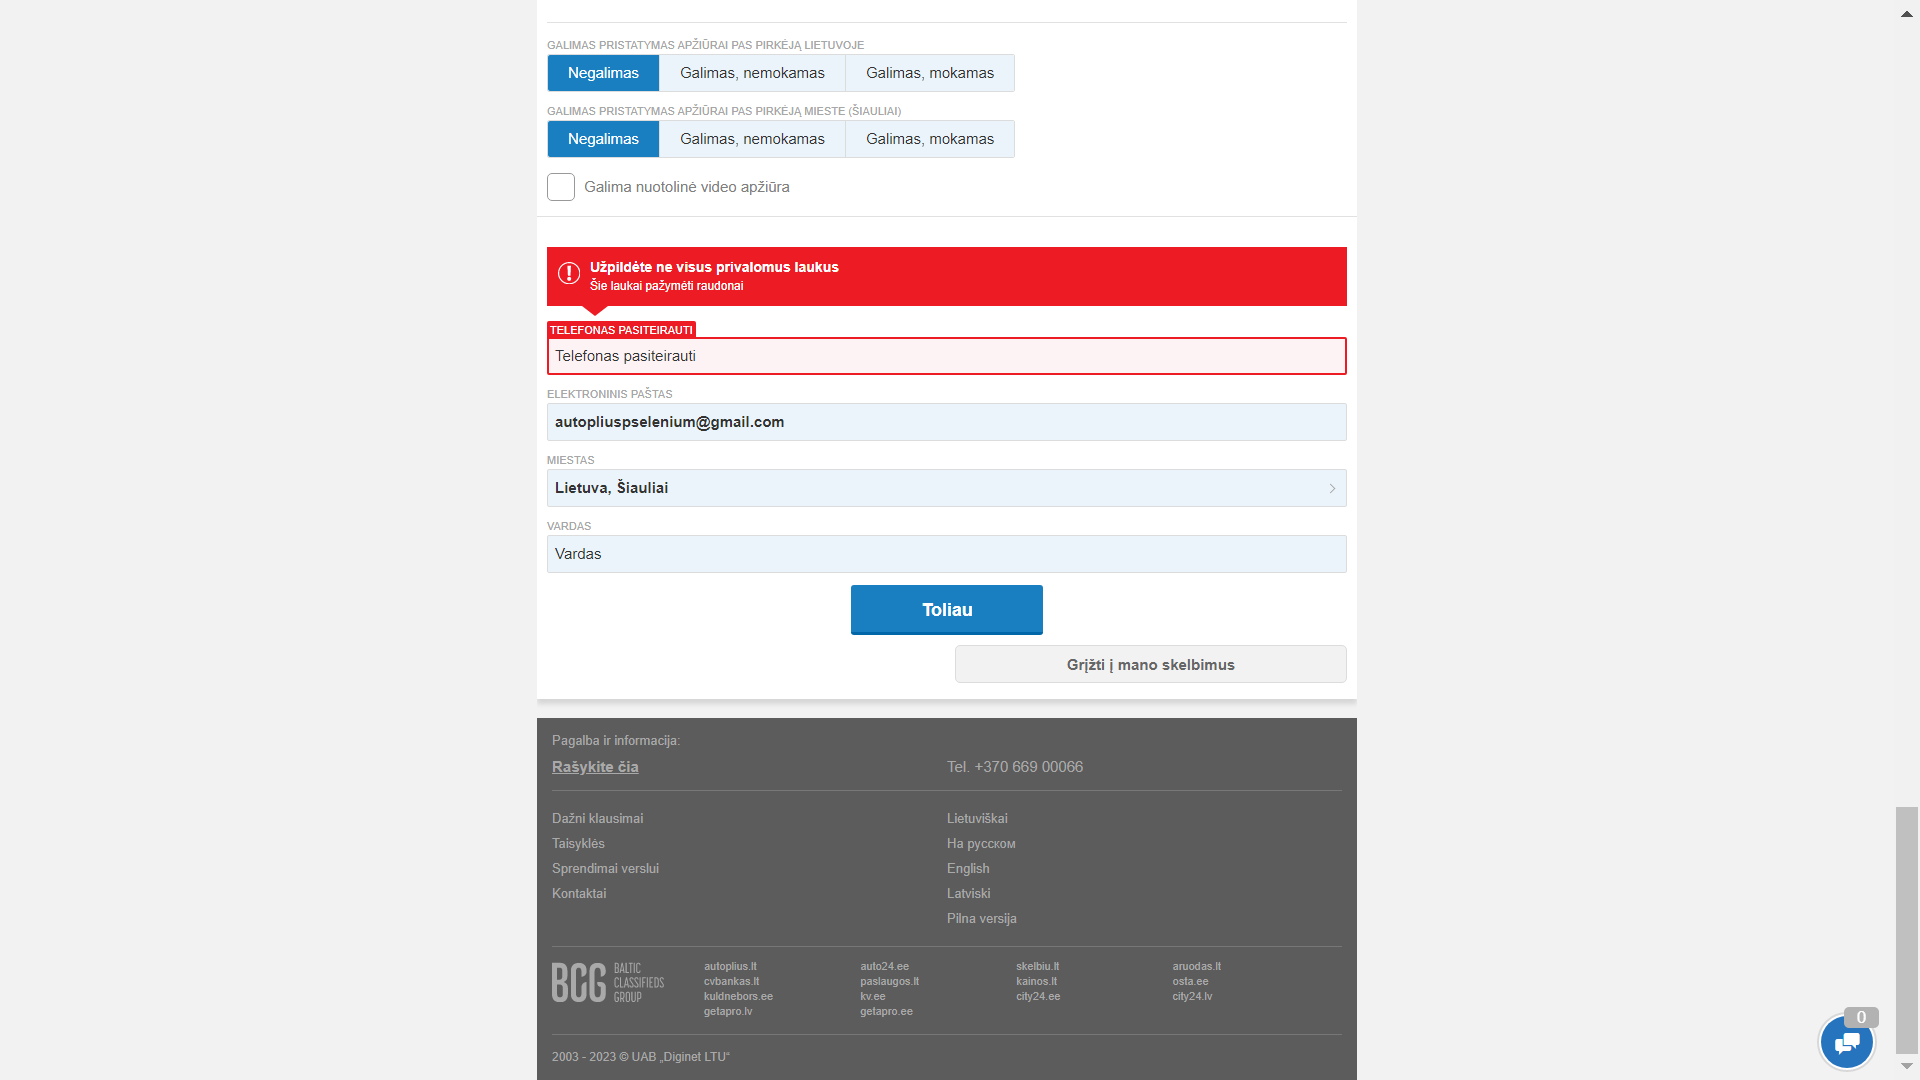 GALIMAS PRISTATYMAS APŽIŪRAI PAS PIRKĖJĄ LIETUVOJE
Negalimas
Galimas, nemokamas
Galimas, mokamas
GALIMAS PRISTATYMAS APŽIŪRAI PAS PIRKĖJĄ MIESTE (ŠIAULIAI)
Negalimas
Galimas, nemokamas
Galimas, mokamas
Galima nuotolinė video apžiūra
Užpildėte ne visus privalomus laukus
Šie laukai pažymėti raudonai
TELEFONAS PASITEIRAUTI
Telefonas pasiteirauti
ELEKTRONINIS PAŠTAS
autopliuspselenium@gmail.com
MIESTAS
Lietuva, Šiauliai
VARDAS
Vardas
Toliau
Grįžti į mano skelbimus
Pagalba ir informacija:
Rašykite čia
Tel. +370 669 00066
Dažni klausimai
Taisyklės
Sprendimai verslui
Kontaktai
Lietuviškai
На русском
English
Latviski
Pilna versija
BCG BALTIC CLASSIFIEDS GROUP
autoplius.lt
cvbankas.lt
kuldnebors.ee
getapro.lv
auto24.ee
paslaugos.lt
kv.ee
getapro.ee
skelbiu.lt
kainos.lt
city24.ee
aruodas.lt
osta.ee
city24.lv
2003 - 2023 © UAB „Diginet LTU“
0